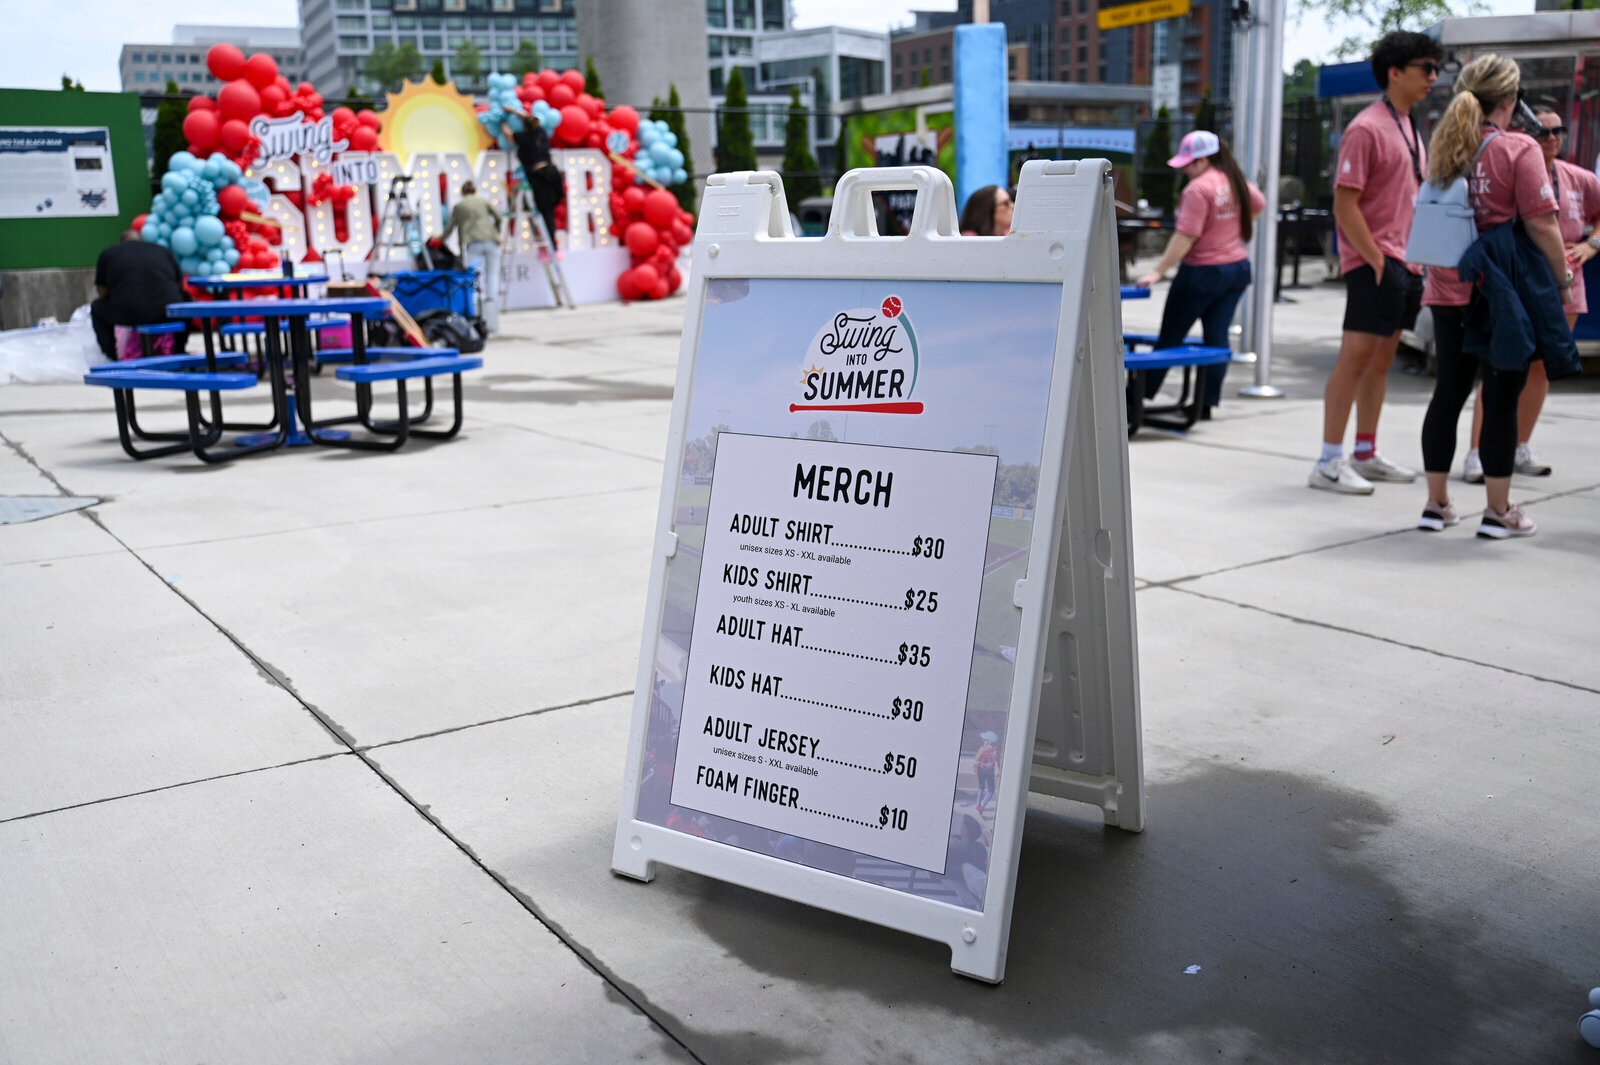 Swing
INTO
SUMMER
Swing
INTO
SUMMER
MERCH
ADULT SHIRT..................$30
unisex sizes XS - XXL available
KIDS SHIRT.....................$25
youth sizes XS - XL available
ADULT HAT......................$35
KIDS HAT.........................$30
ADULT JERSEY...............$50
unisex sizes S - XXL available
FOAM FINGER..................$10